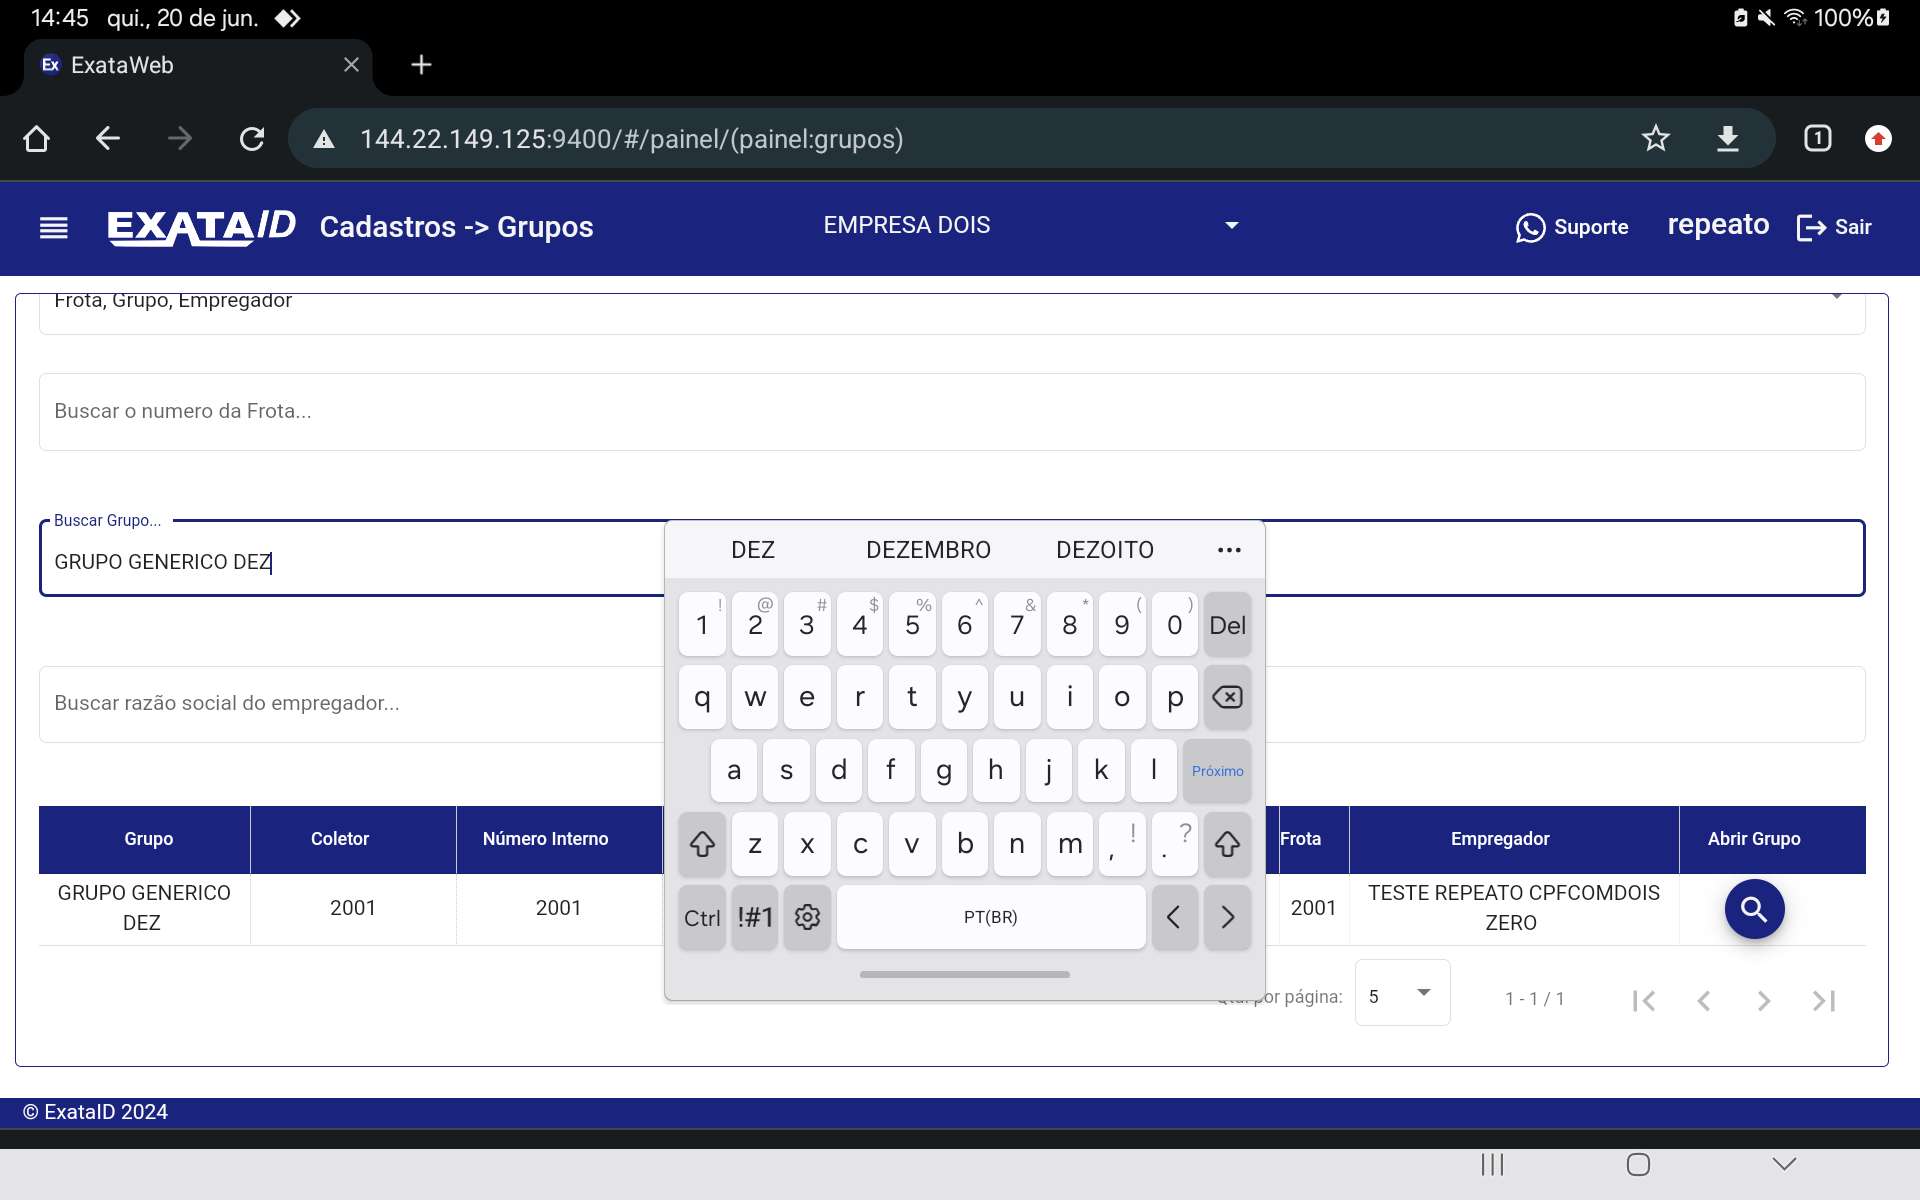 14:45 qui., 20 de jun. 100%
Ex ExataWeb
144.22.149.125:9400/#/painel/(painel:grupos) 1
EXATAID Cadastros -> Grupos EMPRESA DOIS Suporte repeato Sair
Frota, Grupo, Empregador
Buscar o numero da Frota...
Buscar Grupo...
GRUPO GENERICO DEZ
DEZ DEZEMBRO DEZOITO ...
! @ # $ % ^ & * ( )
1 2 3 4 5 6 7 8 9 0 Del
q w e r t y u i o p
Buscar razão social do empregador...
a s d f g h j k l Próximo
z x c v b n m , ! . ?
Ctrl !#1 PT(BR) < >
Grupo Coletor Número Interno Frota Empregador Abrir Grupo
GRUPO GENERICO DEZ 2001 2001 2001 TESTE REPEATO CPFCOMDOIS ZERO
por página: 5 1 - 1 / 1
© ExataID 2024